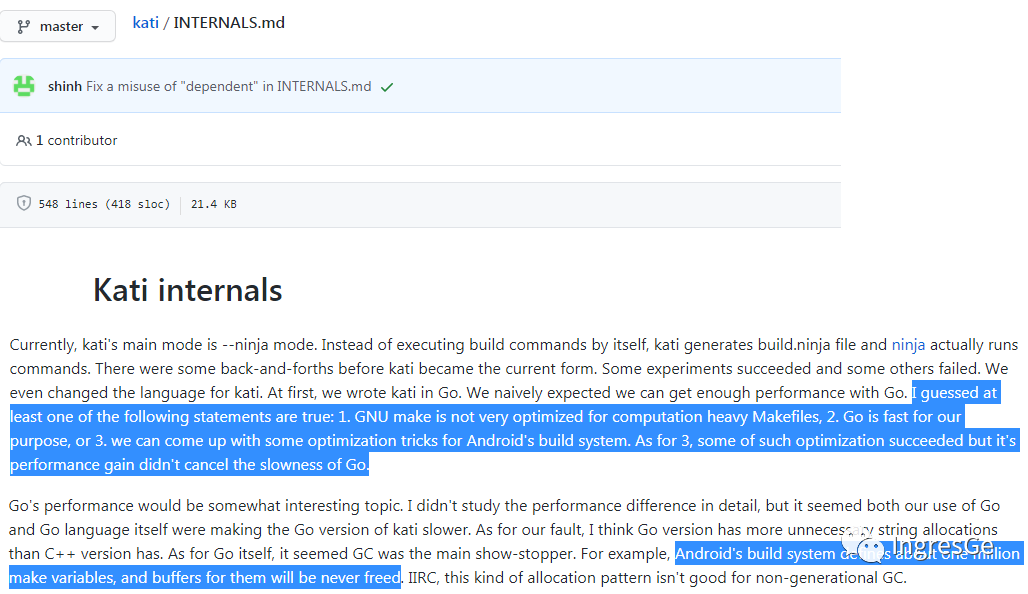 master
kati / INTERNALS.md
shinh Fix a misuse of "dependent" in INTERNALS.md
1 contributor
548 lines (418 sloc) 21.4 KB
Kati internals
Currently, kati's main mode is --ninja mode. Instead of executing build commands by itself, kati generates build.ninja file and ninja actually runs
commands. There were some back-and-forths before kati became the current form. Some experiments succeeded and some others failed. We
even changed the language for kati. At first, we wrote kati in Go. We naively expected we can get enough performance with Go. I guessed at
least one of the following statements are true: 1. GNU make is not very optimized for computation heavy Makefiles, 2. Go is fast for our
purpose, or 3. we can come up with some optimization tricks for Android's build system. As for 3, some of such optimization succeeded but it's
performance gain didn't cancel the slowness of Go.
Go's performance would be somewhat interesting topic. I didn't study the performance difference in detail, but it seemed both our use of Go
and Go language itself were making the Go version of kati slower. As for our fault, I think Go version has more unnecessary string allocations
than C++ version has. As for Go itself, it seemed GC was the main show-stopper. For example, Android's build system defines about one million
make variables, and buffers for them will be never freed. IIRC, this kind of allocation pattern isn't good for non-generational GC.
IngresGe